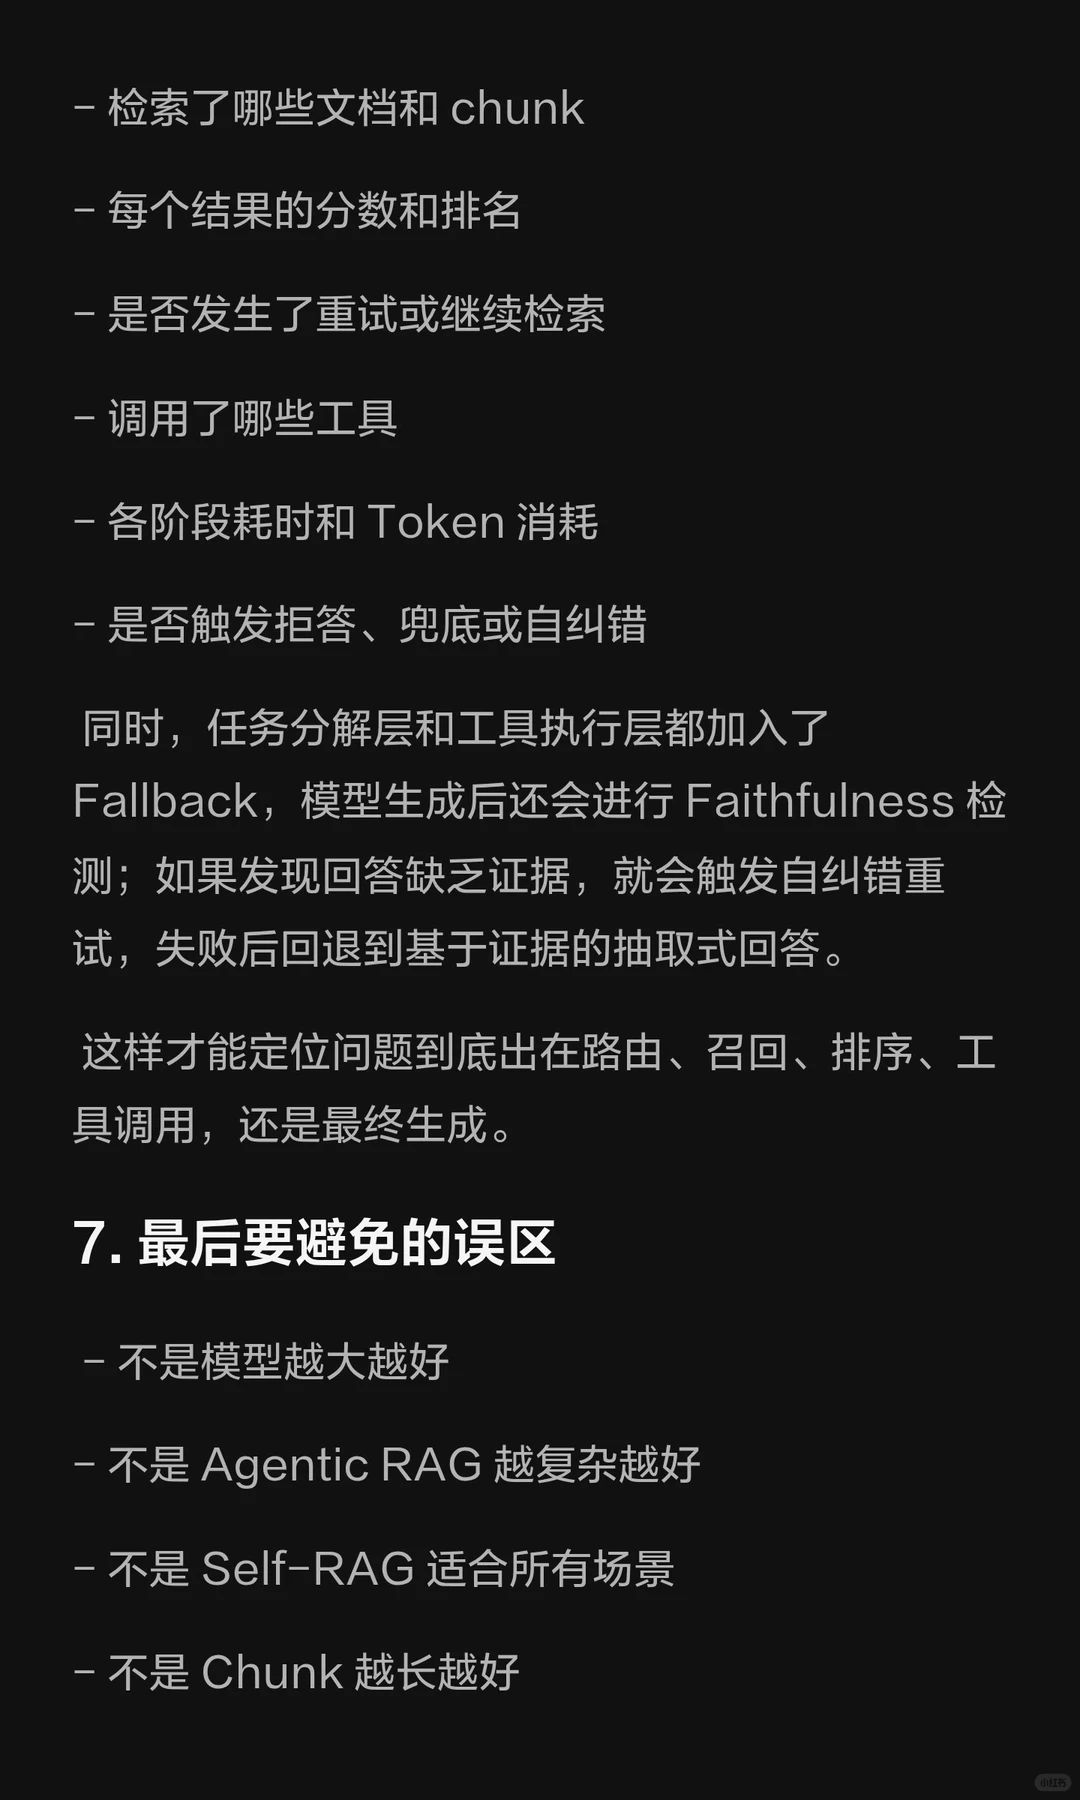 - 检索了哪些文档和 chunk
- 每个结果的分数和排名
- 是否发生了重试或继续检索
- 调用了哪些工具
- 各阶段耗时和 Token 消耗
- 是否触发拒答、兜底或自纠错
同时，任务分解层和工具执行层都加入了
Fallback，模型生成后还会进行 Faithfulness 检
测；如果发现回答缺乏证据，就会触发自纠错重
试，失败后回退到基于证据的抽取式回答。
这样才能定位问题到底出在路由、召回、排序、工
具调用，还是最终生成。
7. 最后要避免的误区
- 不是模型越大越好
- 不是 Agentic RAG 越复杂越好
- 不是 Self-RAG 适合所有场景
- 不是 Chunk 越长越好
小红书